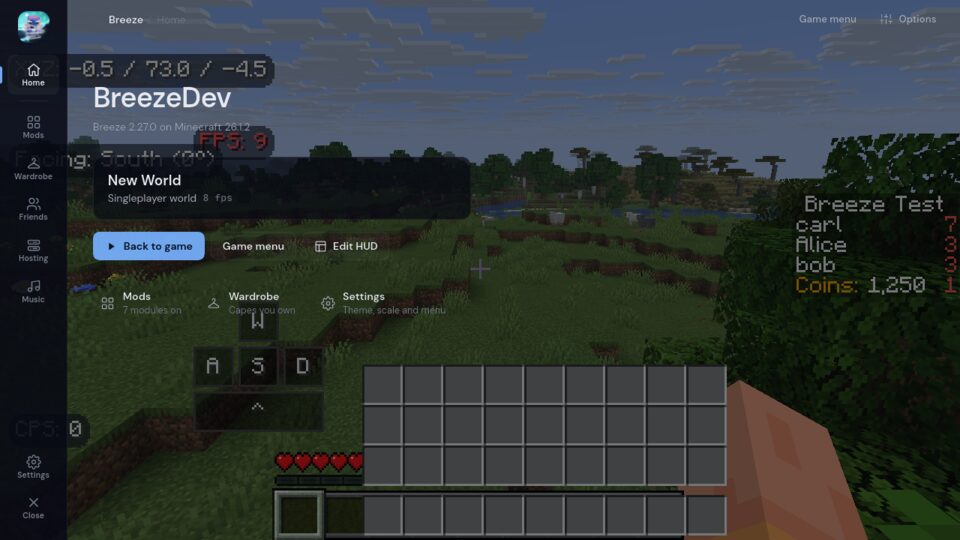 Breeze Home
Game menu
Options
Home
-0.5 / 73.0 / -4.5
BreezeDev
Breeze 2.27.0 on Minecraft 26.1.2
FPS: 9
Mods
Facing: South (0°)
Wardrobe
New World
Singleplayer world 8 fps
Friends
Breeze Test
carl 7
Alice 3
bob 3
Coins: 1,250 1
Hosting
Back to game
Game menu
Edit HUD
Music
Mods
7 modules on
Wardrobe
Capes you own
Settings
Theme, scale and menu
W
A S D
^
CPS: 0
Settings
Close